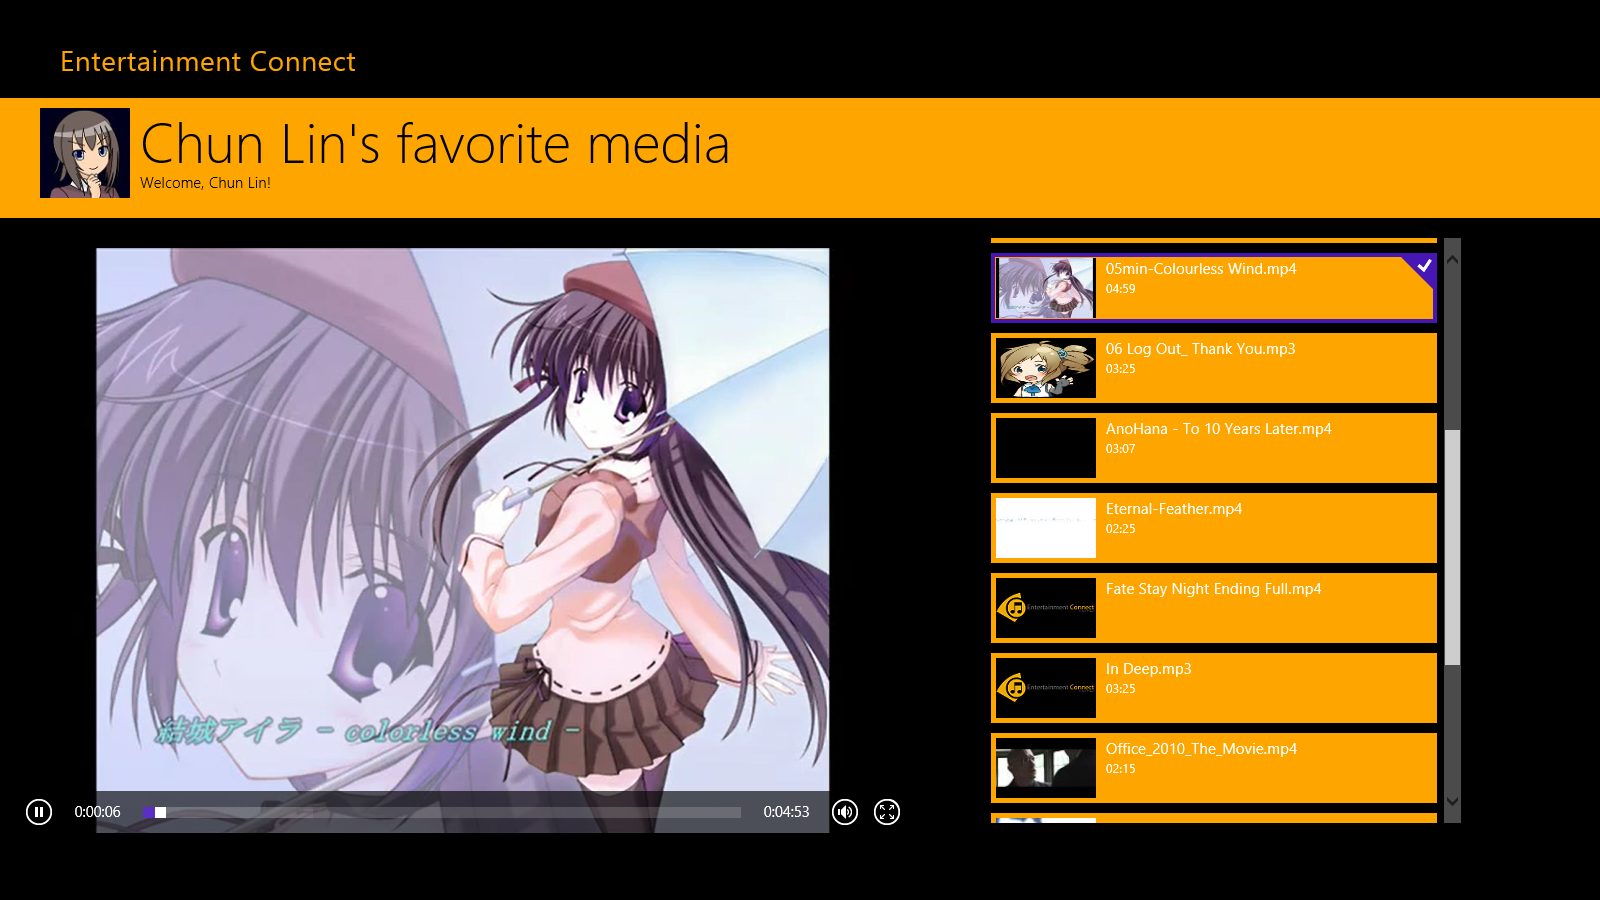 Entertainment Connect
Chun Lin's favorite media
Welcome, Chun Lin!
結城アイラ - colorless wind -
0:00:06
0:04:53
05min-Colourless Wind.mp4
04:59
06 Log Out_ Thank You.mp3
03:25
AnoHana - To 10 Years Later.mp4
03:07
Eternal-Feather.mp4
02:25
Fate Stay Night Ending Full.mp4
Entertainment Connect
In Deep.mp3
03:25
Entertainment Connect
Office_2010_The_Movie.mp4
02:15